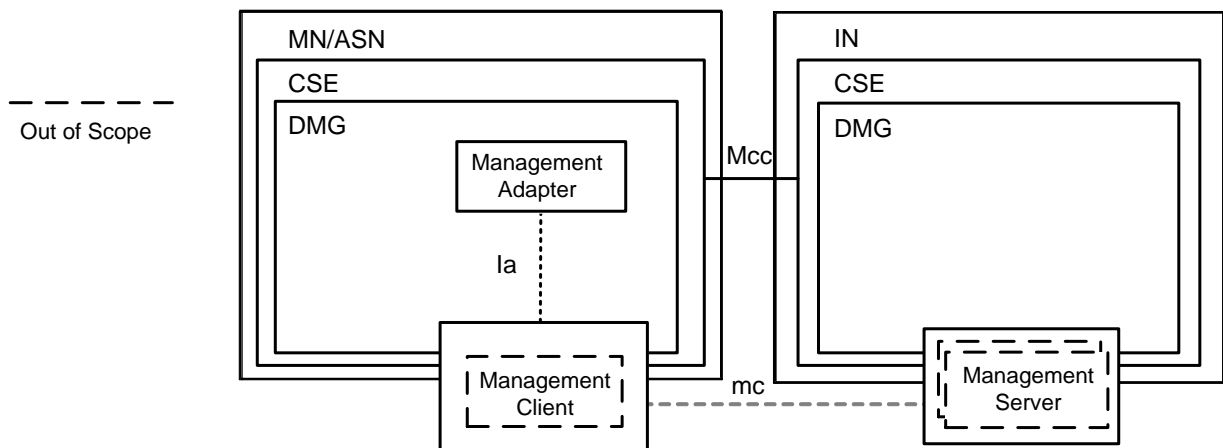 MN/ASN
CSE
DMG
Management
Adapter
Ia
Management
Client
Out of Scope
Mcc
mc
IN
CSE
DMG
Management
Server